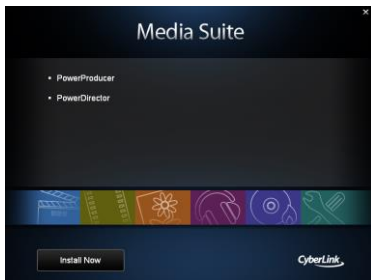 Media Suite
PowerProducer
PowerDirector
Install Now
CyberLink